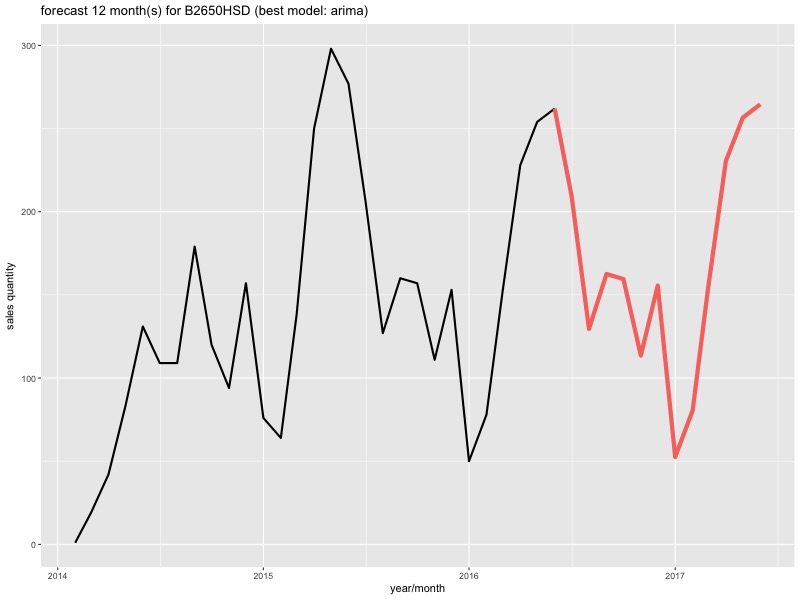 forecast 12 month(s) for B2650HSD (best model: arima)
300
200
100
0
sales quantity
2014
2015
2016
2017
year/month